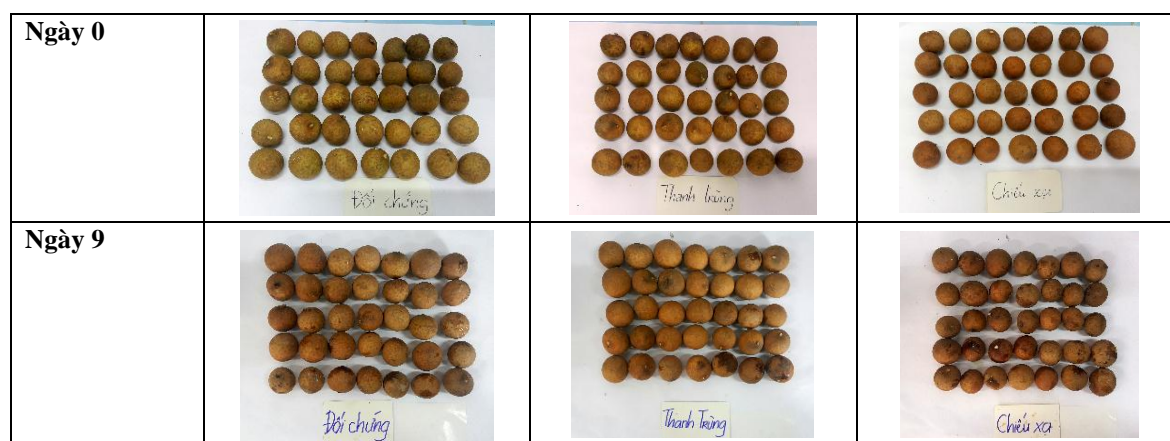 Ngày 0
Đối chứng
Thanh trùng
Chiếu xạ
Ngày 9
Đối chứng
Thanh Trùng
Chiếu xạ